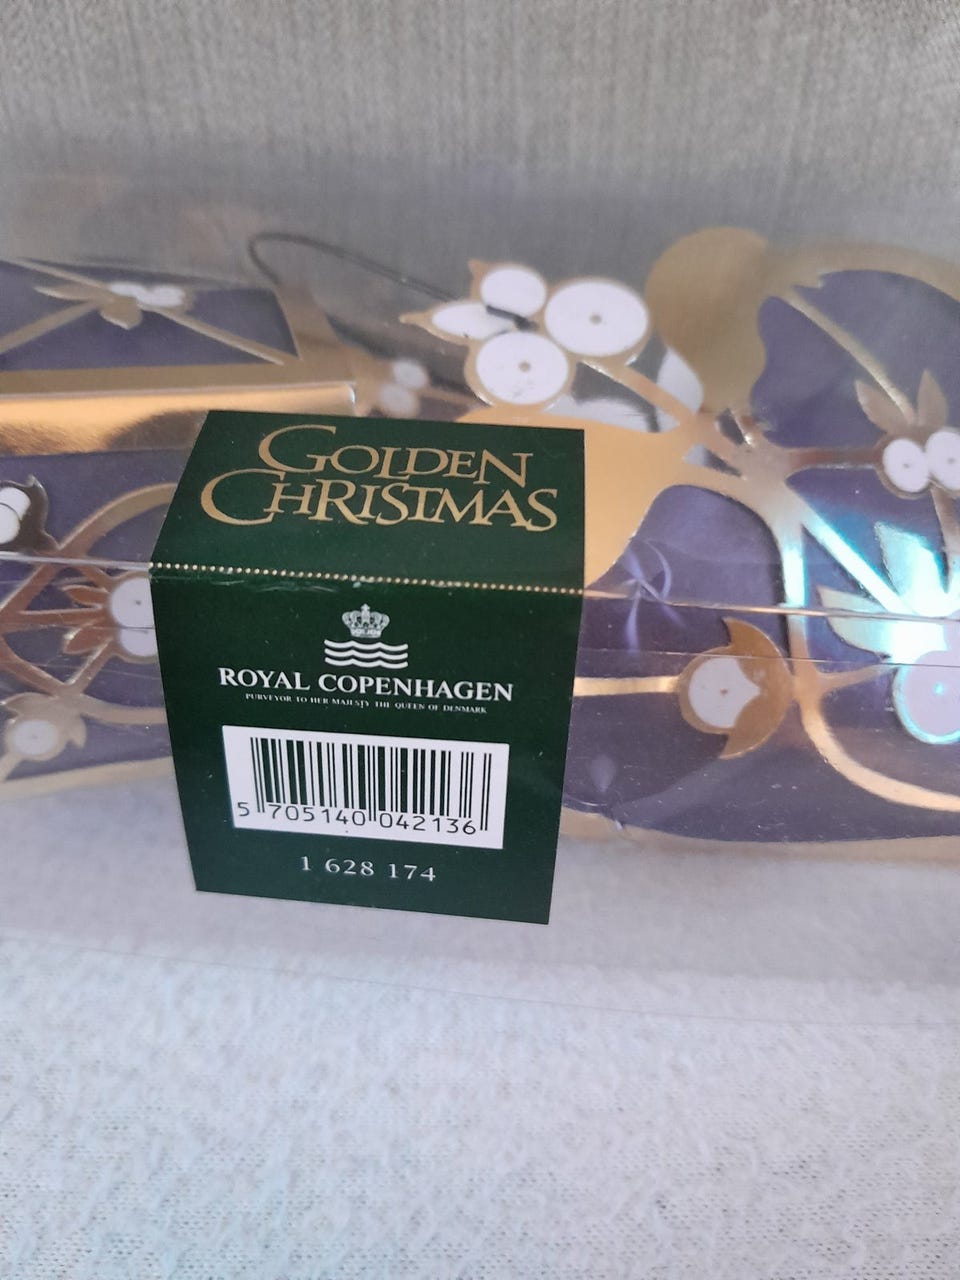 GOLDEN
CHRISTMAS
ROYAL COPENHAGEN
PURVEYOR TO HER MAJESTY THE QUEEN OF DENMARK
5 705140 042136
1 628 174